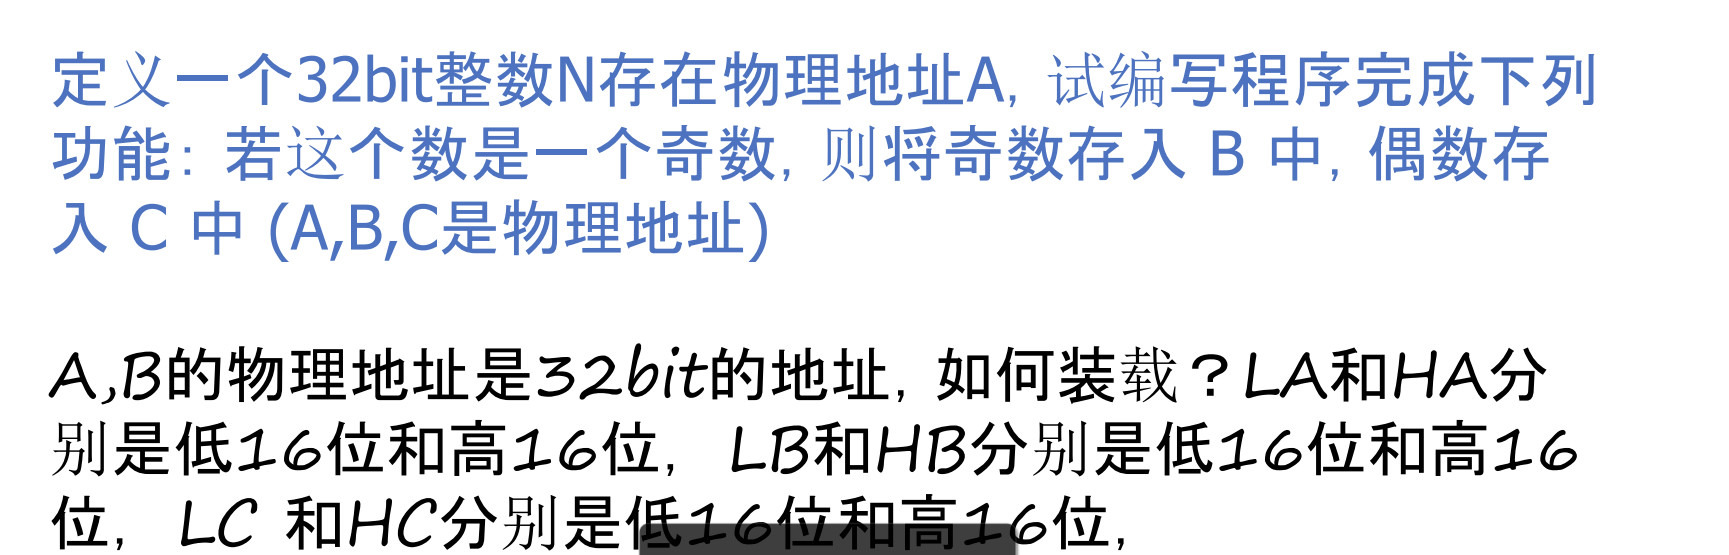 定义一个32bit整数N存在物理地址A, 试编写程序完成下列
功能: 若这个数是一个奇数, 则将奇数存入 B 中, 偶数存
入 C 中 (A,B,C是物理地址)
A,B的物理地址是32bit的地址, 如何装载？LA和HA分
别是低16位和高16位, LB和HB分别是低16位和高16
位, LC 和HC分别是低16位和高16位,